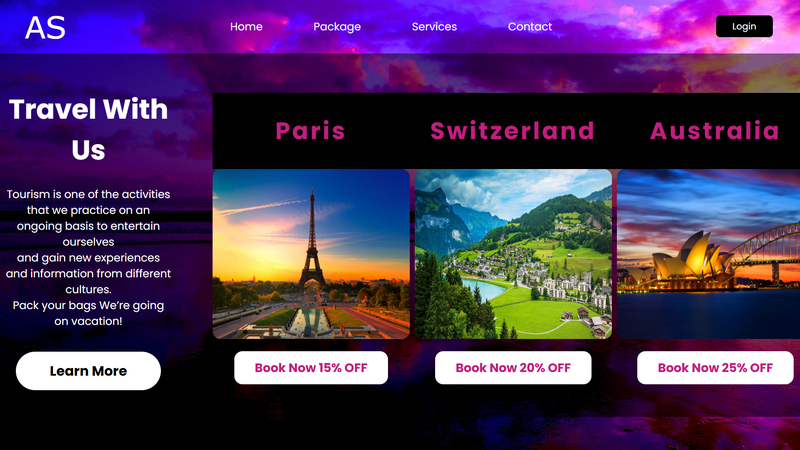 AS
Home
Package
Services
Contact
Login
Travel With
Us
Tourism is one of the activities
that we practice on an
ongoing basis to entertain
ourselves
and gain new experiences
and information from different
cultures.
Pack your bags We’re going
on vacation!
Learn More
Paris
Switzerland
Australia
Book Now 15% OFF
Book Now 20% OFF
Book Now 25% OFF